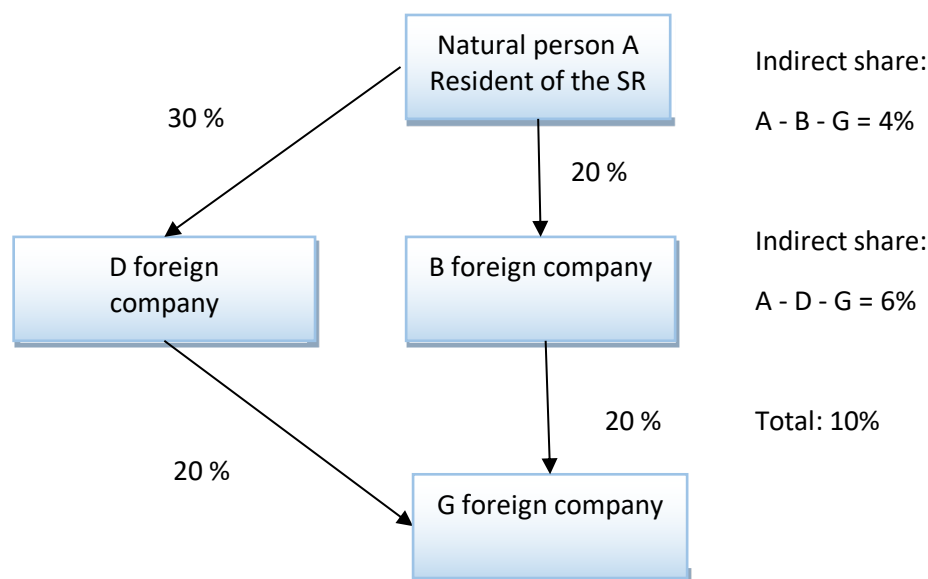 Natural person A
Resident of the SR
Indirect share:
30 %
A - B - G = 4%
20 %
D foreign
company
B foreign company
Indirect share:
A - D - G = 6%
20 %
Total: 10%
20 %
G foreign company